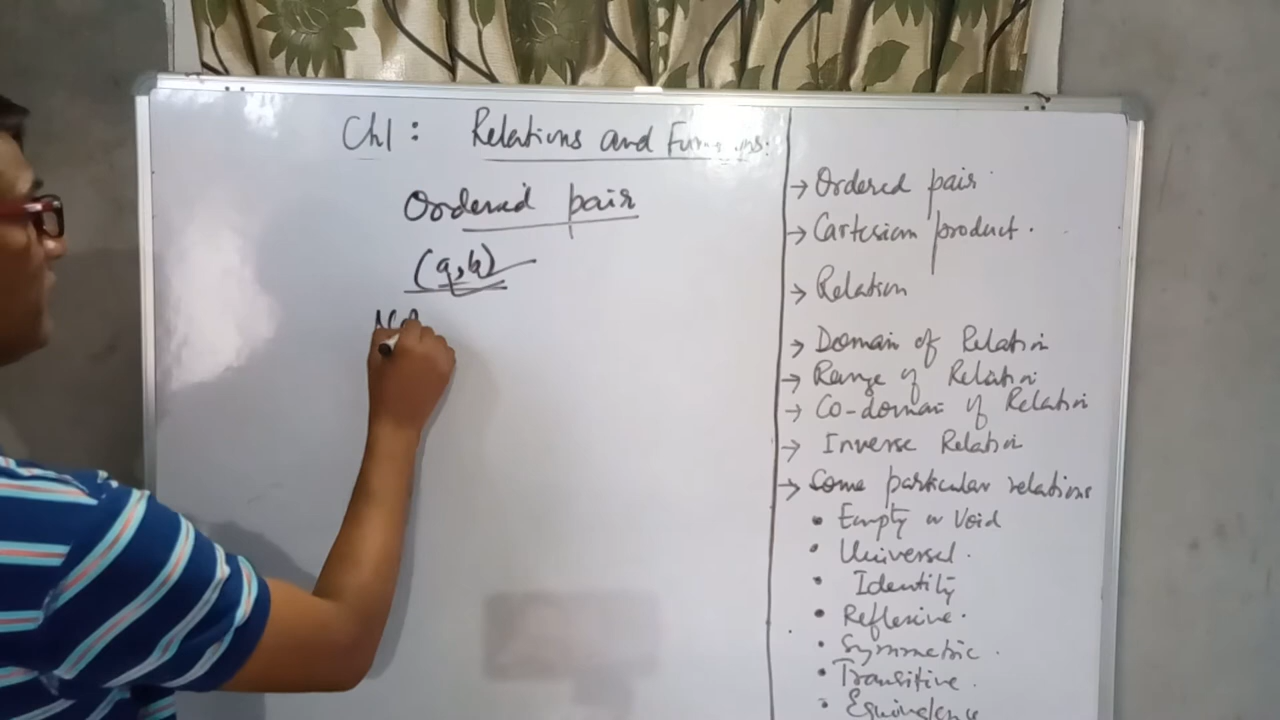 Ch1: Relations and
Ordered pair
(a,b)
→ Ordered pair
→ Cartesian product.
→ Relation
→ Domain of Relation
→ Range of Relation
→ Co-domain of Relation
→ Inverse Relation
→ Some particular relations
• Empty or Void
• Universal.
• Identity
• Reflexive.
• Symmetric.
• Transitive.
• Equivalence